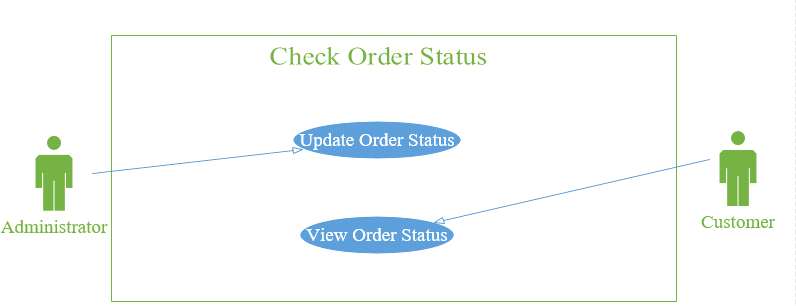 Check Order Status
Update Order Status
Administrator
Customer
View Order Status